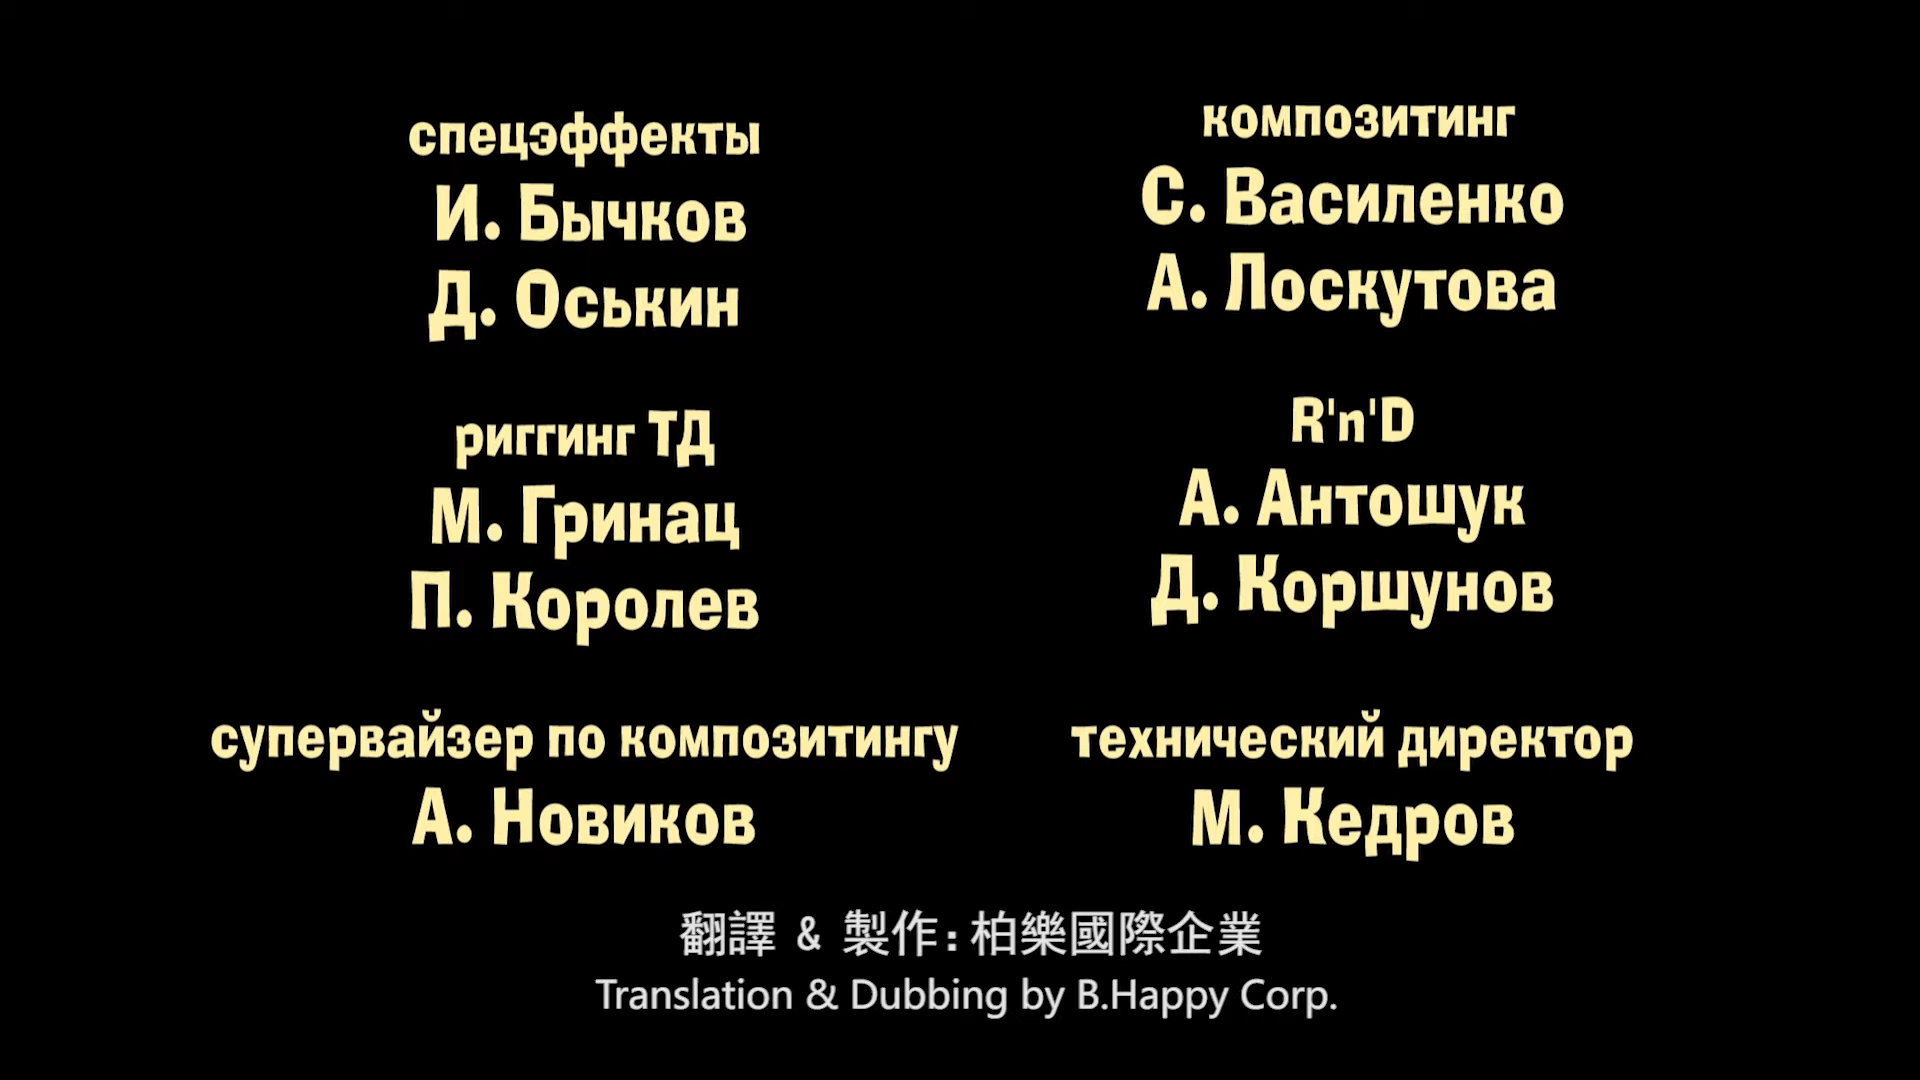 спецэффекты
И. Бычков
Д. Оськин
риггинг ТД
М. Гринац
П. Королев
супервайзер по композитингу
А. Новиков
композитинг
С. Василенко
А. Лоскутова
R'n'D
А. Антошук
Д. Коршунов
технический директор
М. Кедров
翻譯 & 製作:柏樂國際企業
Translation & Dubbing by B.Happy Corp.